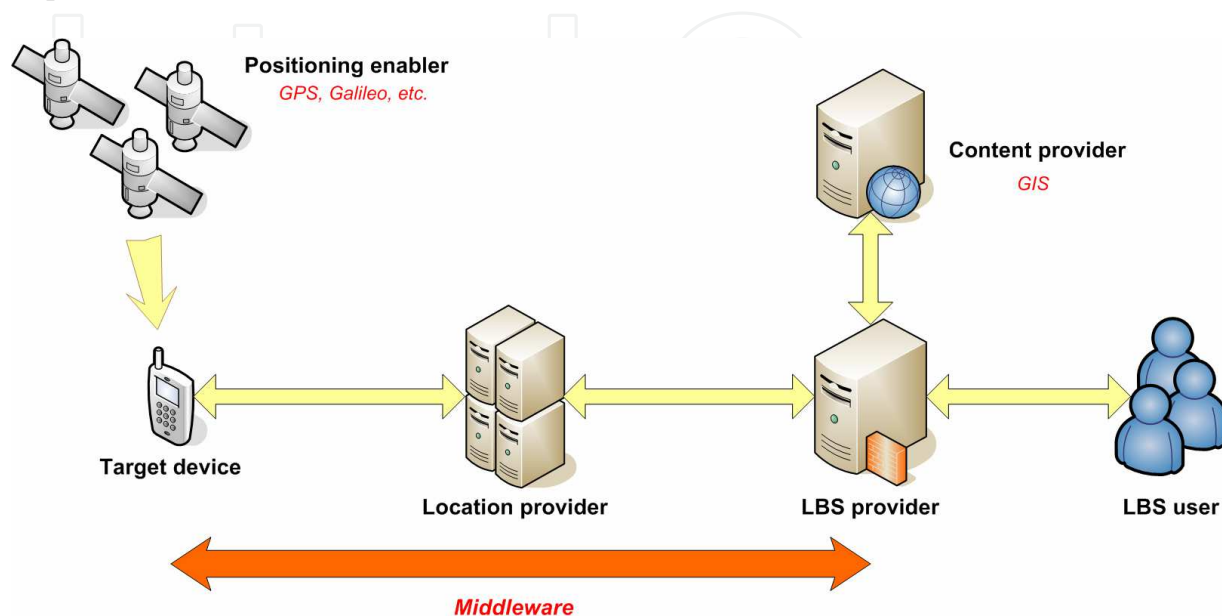 Positioning enabler
GPS, Galileo, etc.
Content provider
GIS
Target device
Location provider
LBS provider
LBS user
Middleware